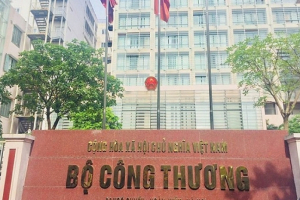 CỘNG HÒA XÃ HỘI CHỦ NGHĨA VIỆT NAM
BỘ CÔNG THƯƠNG